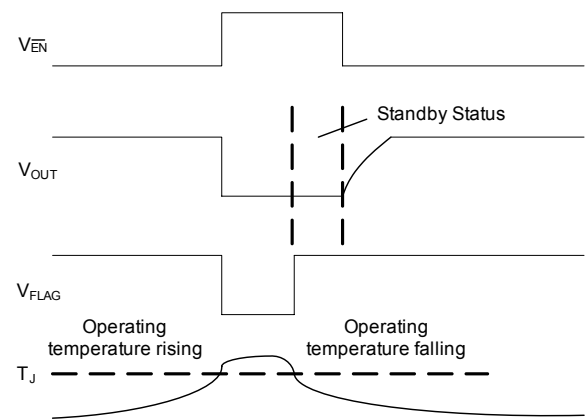 V_EN̅
Standby Status
V_OUT
V_FLAG
Operating
temperature rising
Operating
temperature falling
T_J